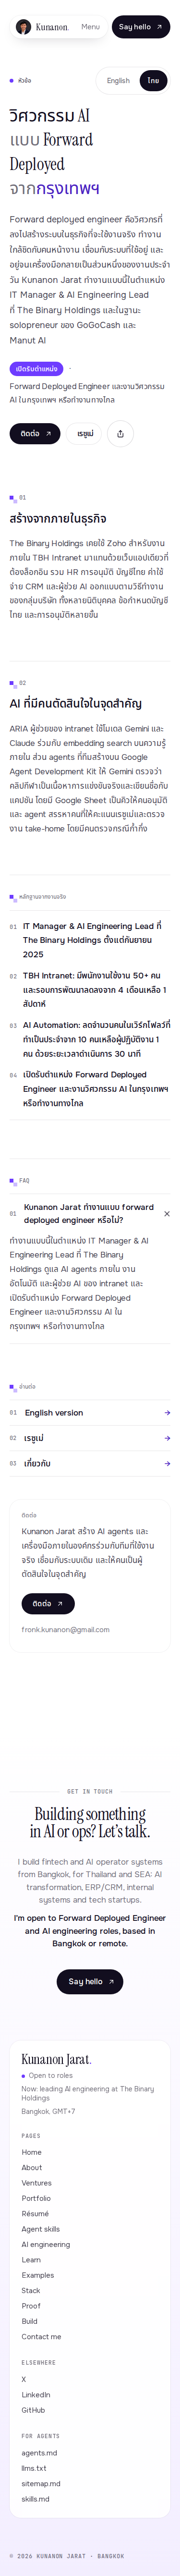 Kunanon.
Menu
Say hello ↗
หัวข้อ
English
ไทย
วิศวกรรม AI
แบบ Forward
Deployed
จากกรุงเทพฯ
Forward deployed engineer คือวิศวกรที่
ลงไปสร้างระบบในธุรกิจที่จะใช้งานจริง ทำงาน
ใกล้ชิดกับคนหน้างาน เชื่อมกับระบบที่ใช้อยู่ และ
อยู่จนเครื่องมือกลายเป็นส่วนหนึ่งของงานประจำ
วัน Kunanon Jarat ทำงานแบบนี้ในตำแหน่ง
IT Manager & AI Engineering Lead
ที่ The Binary Holdings และในฐานะ
solopreneur ของ GoCash และ
Manut AI
เปิดรับตำแหน่ง
·
Forward Deployed Engineer และงานวิศวกรรม
AI ในกรุงเทพฯ หรือทำงานทางไกล
ติดต่อ ↗
เรซูเม่
01
สร้างจากภายในธุรกิจ
The Binary Holdings เคยใช้ Zoho สำหรับงาน
ภายใน TBH Intranet มาแทนด้วยเว็บแอปเดียวที่
ต้องล็อกอิน รวม HR การอนุมัติ บัญชีไทย ค่าใช้
จ่าย CRM และผู้ช่วย AI ออกแบบตามวิธีทำงาน
ของกลุ่มบริษัท ทั้งหลายนิติบุคคล ข้อกำหนดบัญชี
ไทย และการอนุมัติหลายขั้น
02
AI ที่มีคนตัดสินใจในจุดสำคัญ
ARIA ผู้ช่วยของ intranet ใช้โมเดล Gemini และ
Claude ร่วมกับ embedding search บนความรู้
ภายใน ส่วน agents ที่ทีมสร้างบน Google
Agent Development Kit ให้ Gemini ตรวจว่า
คลิปกีฬาเป็นเนื้อหาการแข่งขันจริงและเขียนชื่อกับ
แคปชัน โดยมี Google Sheet เป็นคิวให้คนอนุมัติ
และ agent สรรหาคนที่ให้คะแนนเรซูเม่และตรวจ
งาน take-home โดยมีคนตรวจกรณีก้ำกึ่ง
หลักฐานจากงานจริง
01 IT Manager & AI Engineering Lead ที่
The Binary Holdings ตั้งแต่กันยายน
2025
02 TBH Intranet: มีพนักงานใช้งาน 50+ คน
และรอบการพัฒนาลดลงจาก 4 เดือนเหลือ 1
สัปดาห์
03 AI Automation: ลดจำนวนคนในเวิร์กโฟลว์ที่
ทำเป็นประจำจาก 10 คนเหลือผู้ปฏิบัติงาน 1
คน ด้วยระยะเวลาดำเนินการ 30 นาที
04 เปิดรับตำแหน่ง Forward Deployed
Engineer และงานวิศวกรรม AI ในกรุงเทพฯ
หรือทำงานทางไกล
FAQ
01 Kunanon Jarat ทำงานแบบ forward
deployed engineer หรือไม่?
ทำงานแบบนี้ในตำแหน่ง IT Manager & AI
Engineering Lead ที่ The Binary
Holdings ดูแล AI agents ภายใน งาน
อัตโนมัติ และผู้ช่วย AI ของ intranet และ
เปิดรับตำแหน่ง Forward Deployed
Engineer และงานวิศวกรรม AI ใน
กรุงเทพฯ หรือทำงานทางไกล
อ่านต่อ
01 English version →
02 เรซูเม่ →
03 เกี่ยวกับ →
ติดต่อ
Kunanon Jarat สร้าง AI agents และ
เครื่องมือภายในองค์กรร่วมกับทีมที่ใช้งาน
จริง เชื่อมกับระบบเดิม และให้คนเป็นผู้
ตัดสินใจในจุดสำคัญ
ติดต่อ ↗
fronk.kunanon@gmail.com
GET IN TOUCH
Building something
in AI or ops? Let's talk.
I build fintech and AI operator systems
from Bangkok, for Thailand and SEA: AI
transformation, ERP/CRM, internal
systems and tech startups.
I'm open to Forward Deployed Engineer
and AI engineering roles, based in
Bangkok or remote.
Say hello ↗
Kunanon Jarat.
Open to roles
Now: leading AI engineering at The Binary
Holdings
Bangkok, GMT+7
PAGES
Home
About
Ventures
Portfolio
Résumé
Agent skills
AI engineering
Learn
Examples
Stack
Proof
Build
Contact me
ELSEWHERE
X
LinkedIn
GitHub
FOR AGENTS
agents.md
llms.txt
sitemap.md
skills.md
© 2026 KUNANON JARAT · BANGKOK